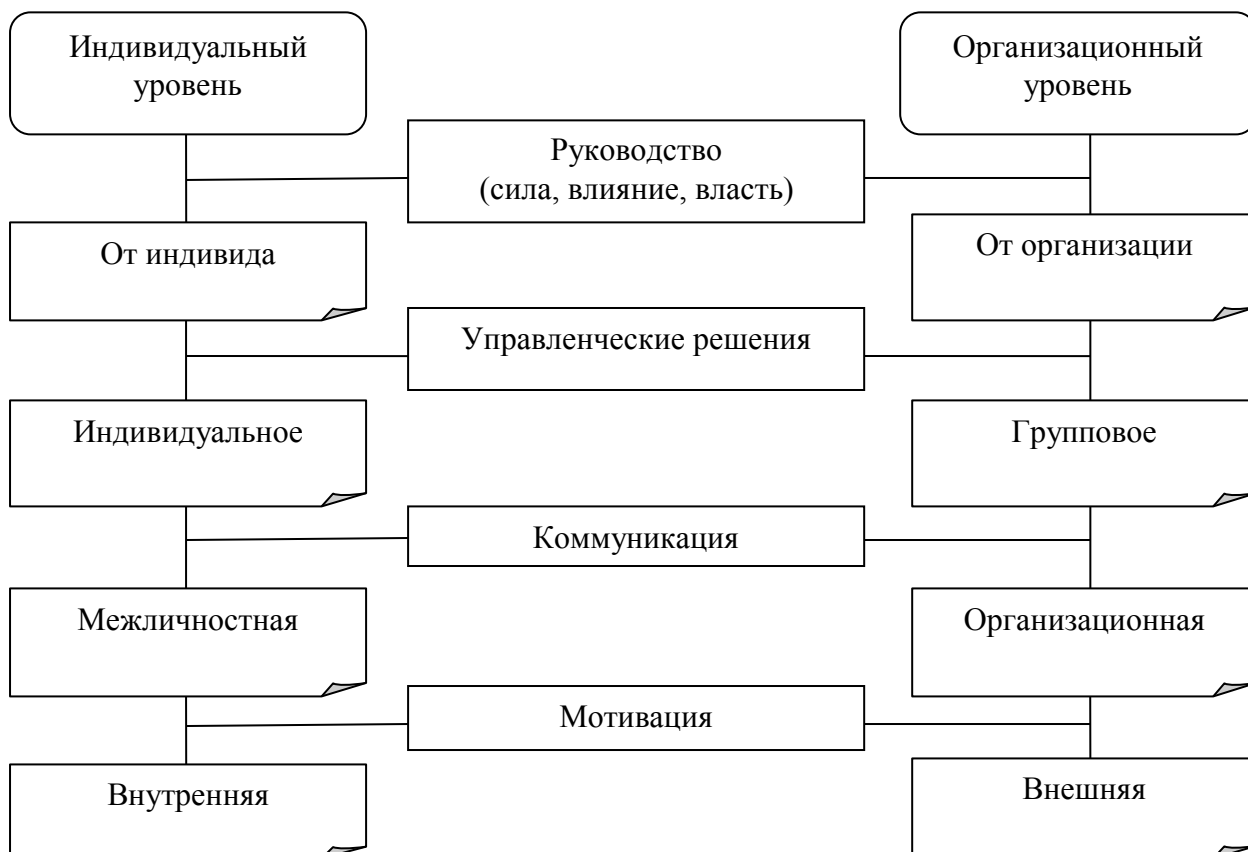 Индивидуальный
уровень
Организационный
уровень
Руководство
(сила, влияние, власть)
От индивида
От организации
Управленческие решения
Индивидуальное
Групповое
Коммуникация
Межличностная
Организационная
Мотивация
Внутренняя
Внешняя